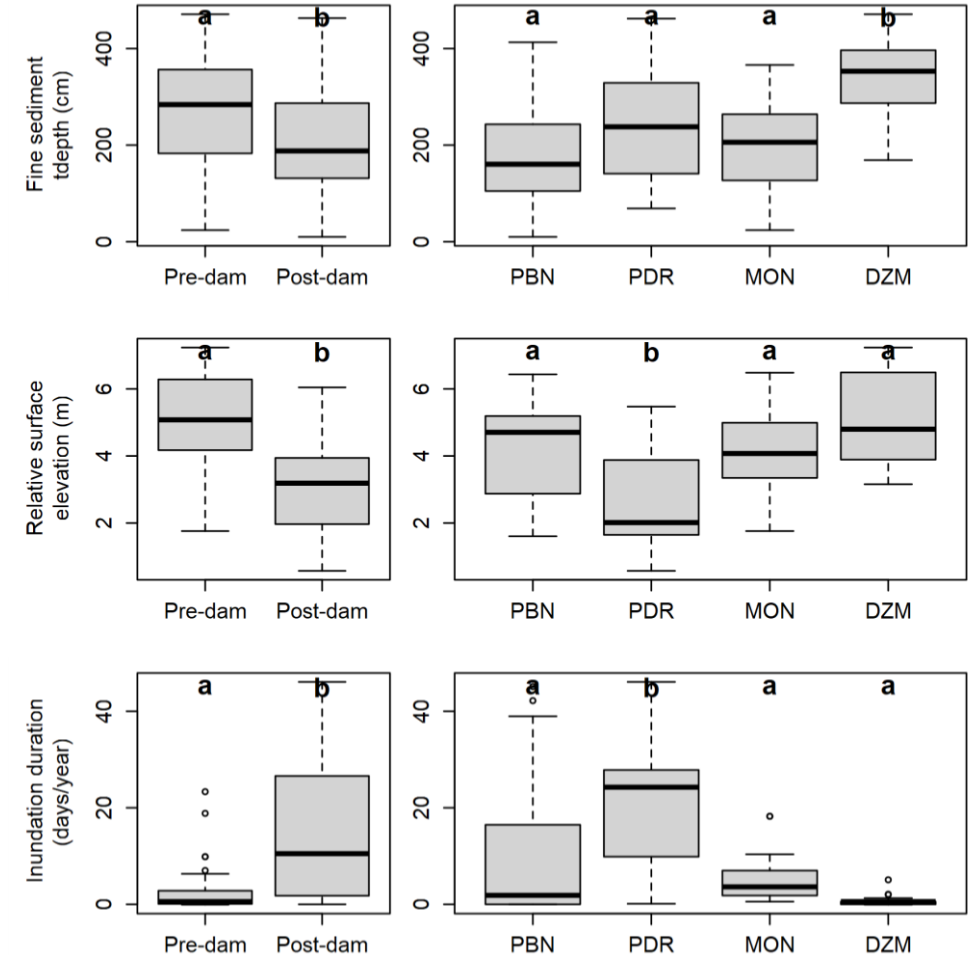 Fine sediment
tdepth (cm)
0 200 400
a b
Pre-dam Post-dam
0 200 400
a a a b
PBN PDR MON DZM
Relative surface
elevation (m)
2 4 6
a b
Pre-dam Post-dam
2 4 6
a b a a
PBN PDR MON DZM
Inundation duration
(days/year)
0 20 40
a b
Pre-dam Post-dam
0 20 40
a b a a
PBN PDR MON DZM